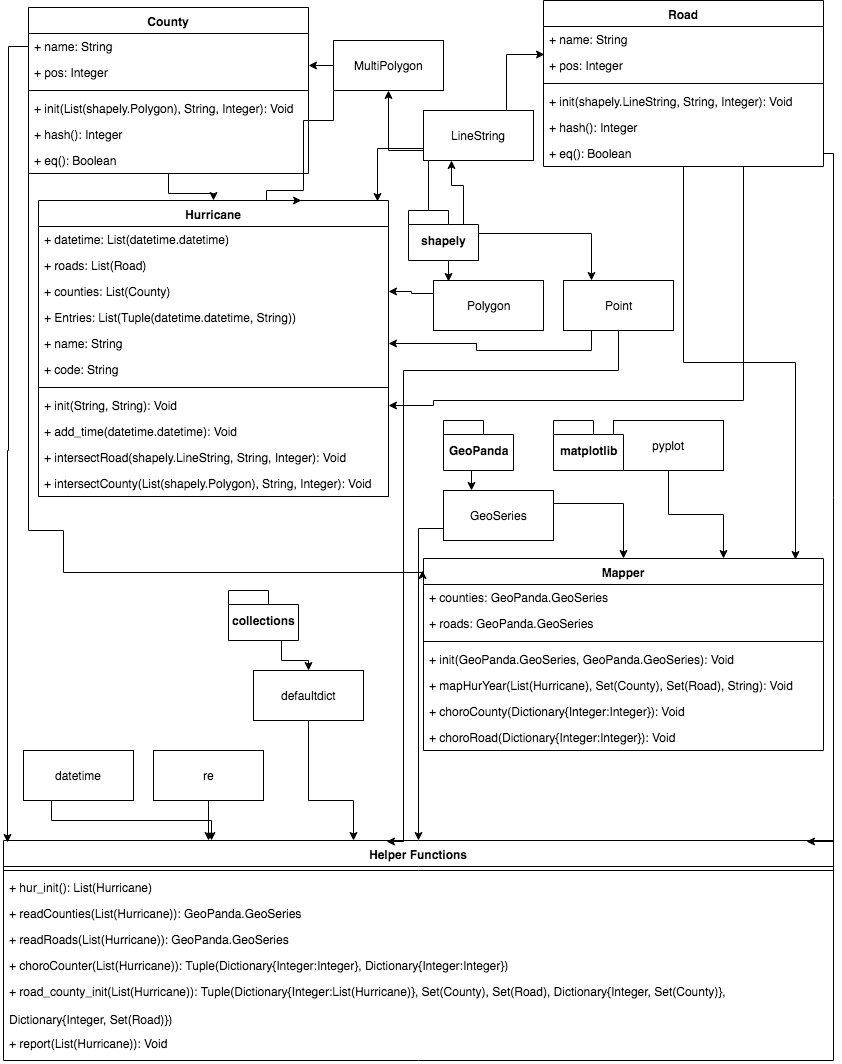 County
+ name: String
+ pos: Integer
+ init(List(shapely.Polygon), String, Integer): Void
+ hash(): Integer
+ eq(): Boolean
MultiPolygon
LineString
Road
+ name: String
+ pos: Integer
+ init(shapely.LineString, String, Integer): Void
+ hash(): Integer
+ eq(): Boolean
Hurricane
+ datetime: List(datetime.datetime)
+ roads: List(Road)
+ counties: List(County)
+ Entries: List(Tuple(datetime.datetime, String))
+ name: String
+ code: String
+ init(String, String): Void
+ add_time(datetime.datetime): Void
+ intersectRoad(shapely.LineString, String, Integer): Void
+ intersectCounty(List(shapely.Polygon), String, Integer): Void
shapely
Polygon
Point
GeoPanda
matplotlib
pyplot
GeoSeries
Mapper
+ counties: GeoPanda.GeoSeries
+ roads: GeoPanda.GeoSeries
+ init(GeoPanda.GeoSeries, GeoPanda.GeoSeries): Void
+ mapHurYear(List(Hurricane), Set(County), Set(Road), String): Void
+ choroCounty(Dictionary{Integer:Integer}): Void
+ choroRoad(Dictionary{Integer:Integer}): Void
collections
defaultdict
datetime
re
Helper Functions
+ hur_init(): List(Hurricane)
+ readCounties(List(Hurricane)): GeoPanda.GeoSeries
+ readRoads(List(Hurricane)): GeoPanda.GeoSeries
+ choroCounter(List(Hurricane)): Tuple(Dictionary{Integer:Integer}, Dictionary{Integer:Integer})
+ road_county_init(List(Hurricane)): Tuple(Dictionary{Integer:List(Hurricane)}, Set(County), Set(Road), Dictionary{Integer, Set(County)},
Dictionary{Integer, Set(Road)})
+ report(List(Hurricane)): Void